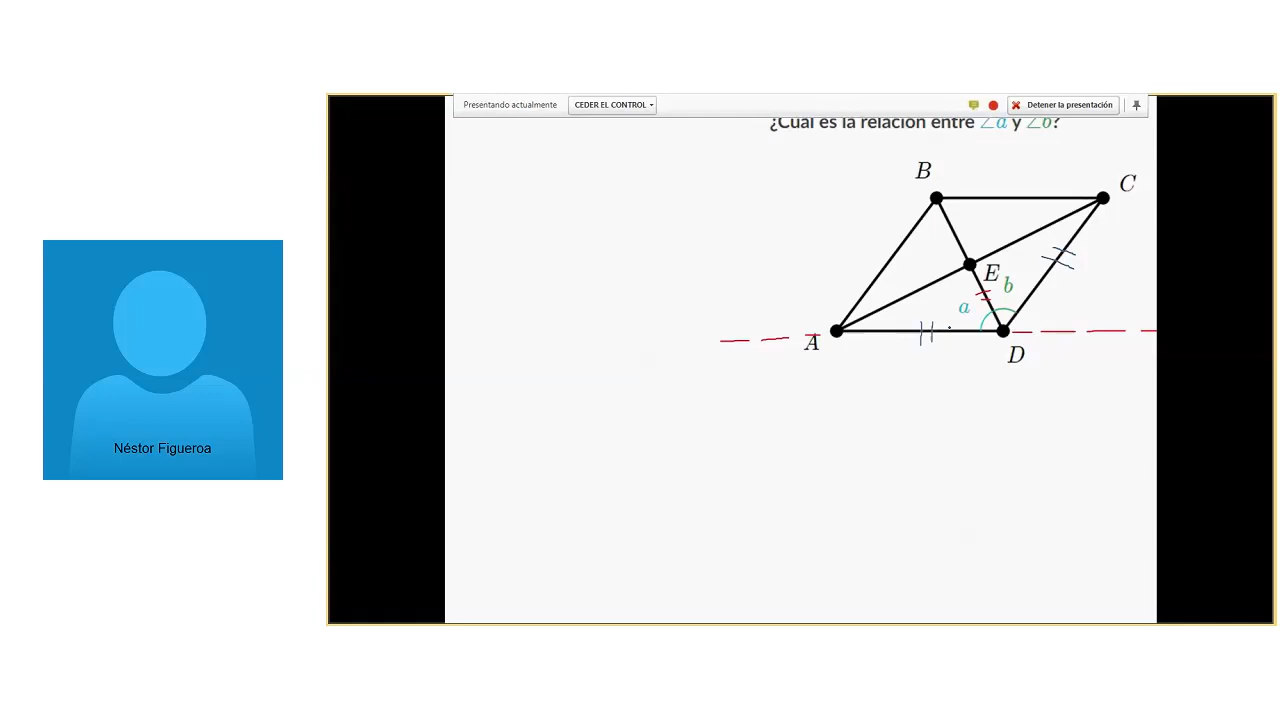 Presentando actualmente
CEDER EL CONTROL
Detener la presentación
¿Cuál es la relación entre ∠a y ∠b?
B
C
E
b
a
A
D
Néstor Figueroa